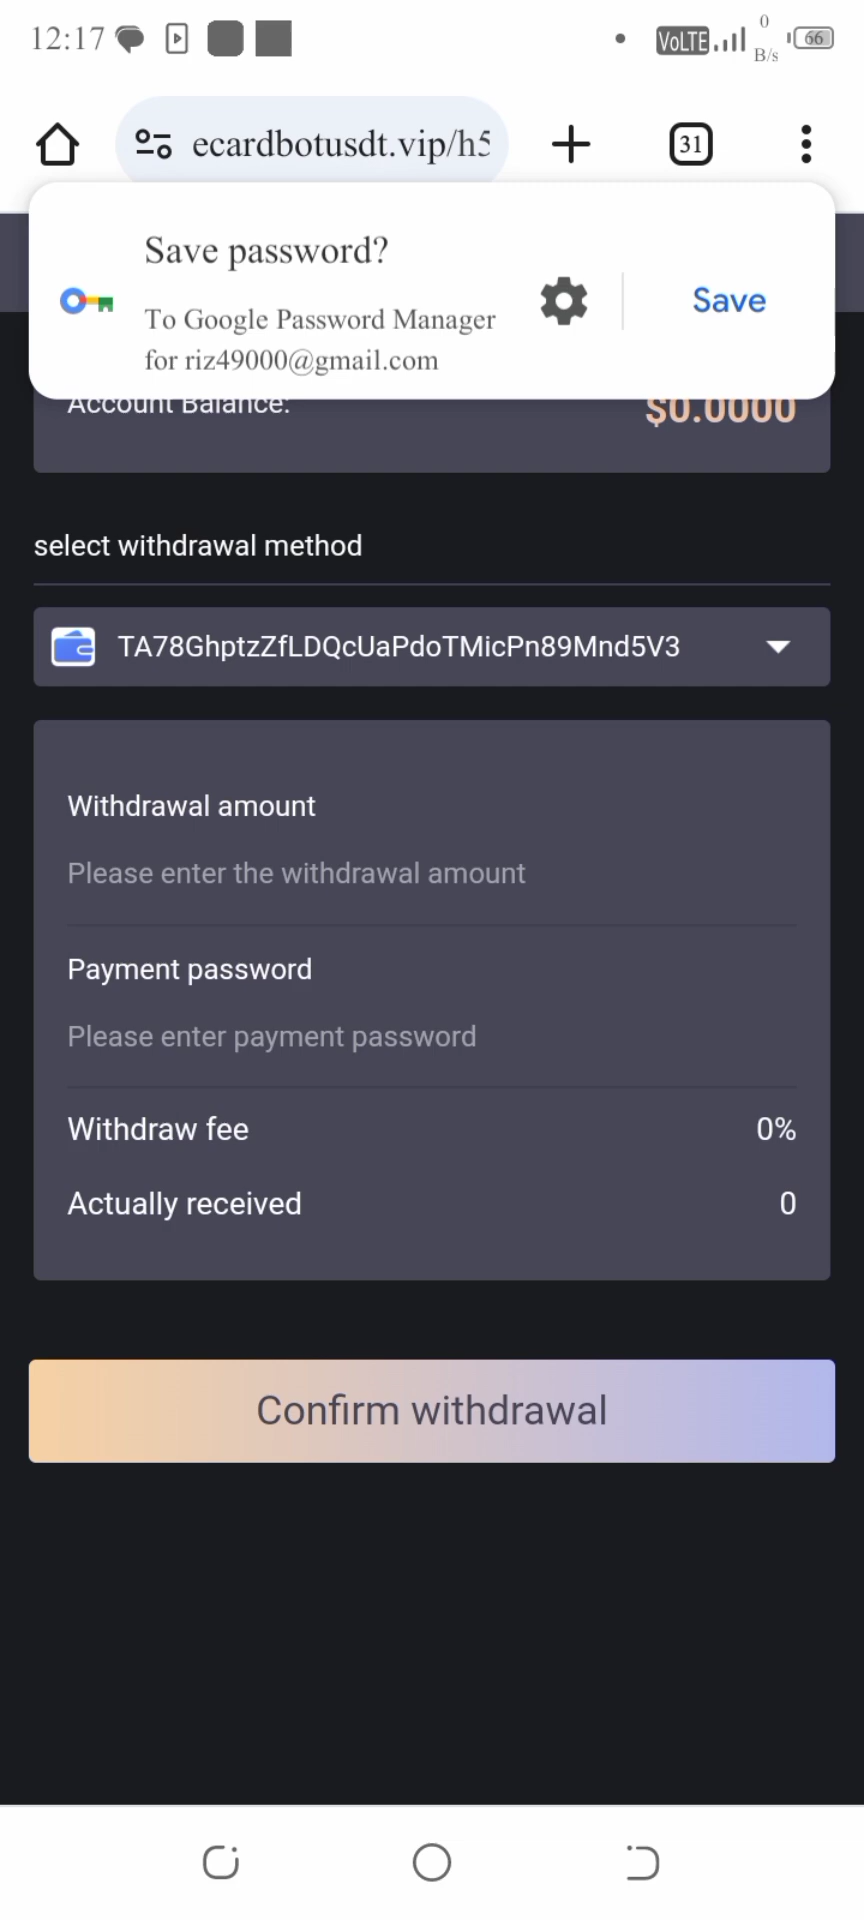 12:17
VoLTE
0
B/s
66
ecardbotusdt.vip/h5
31
Save password?
To Google Password Manager
for riz49000@gmail.com
Save
Account Balance:
$0.0000
select withdrawal method
TA78GhptzZfLDQcUaPdoTMicPn89Mnd5V3
Withdrawal amount
Please enter the withdrawal amount
Payment password
Please enter payment password
Withdraw fee
0%
Actually received
0
Confirm withdrawal